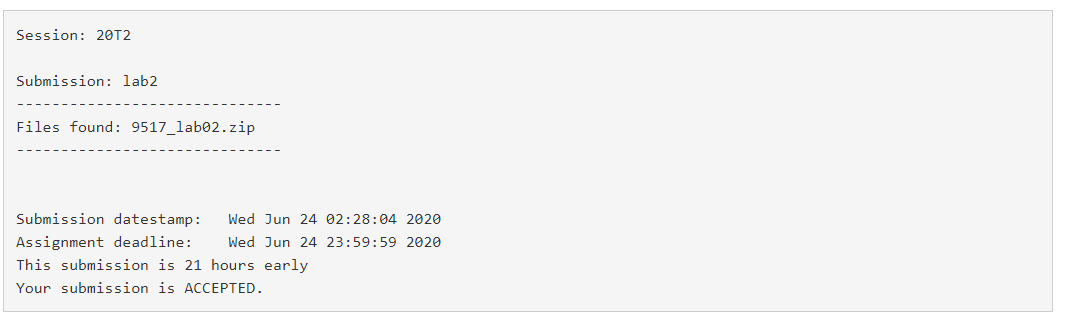 Session: 20T2
Submission: lab2
------------------------------
Files found: 9517_lab02.zip
------------------------------
Submission datestamp:   Wed Jun 24 02:28:04 2020
Assignment deadline:    Wed Jun 24 23:59:59 2020
This submission is 21 hours early
Your submission is ACCEPTED.